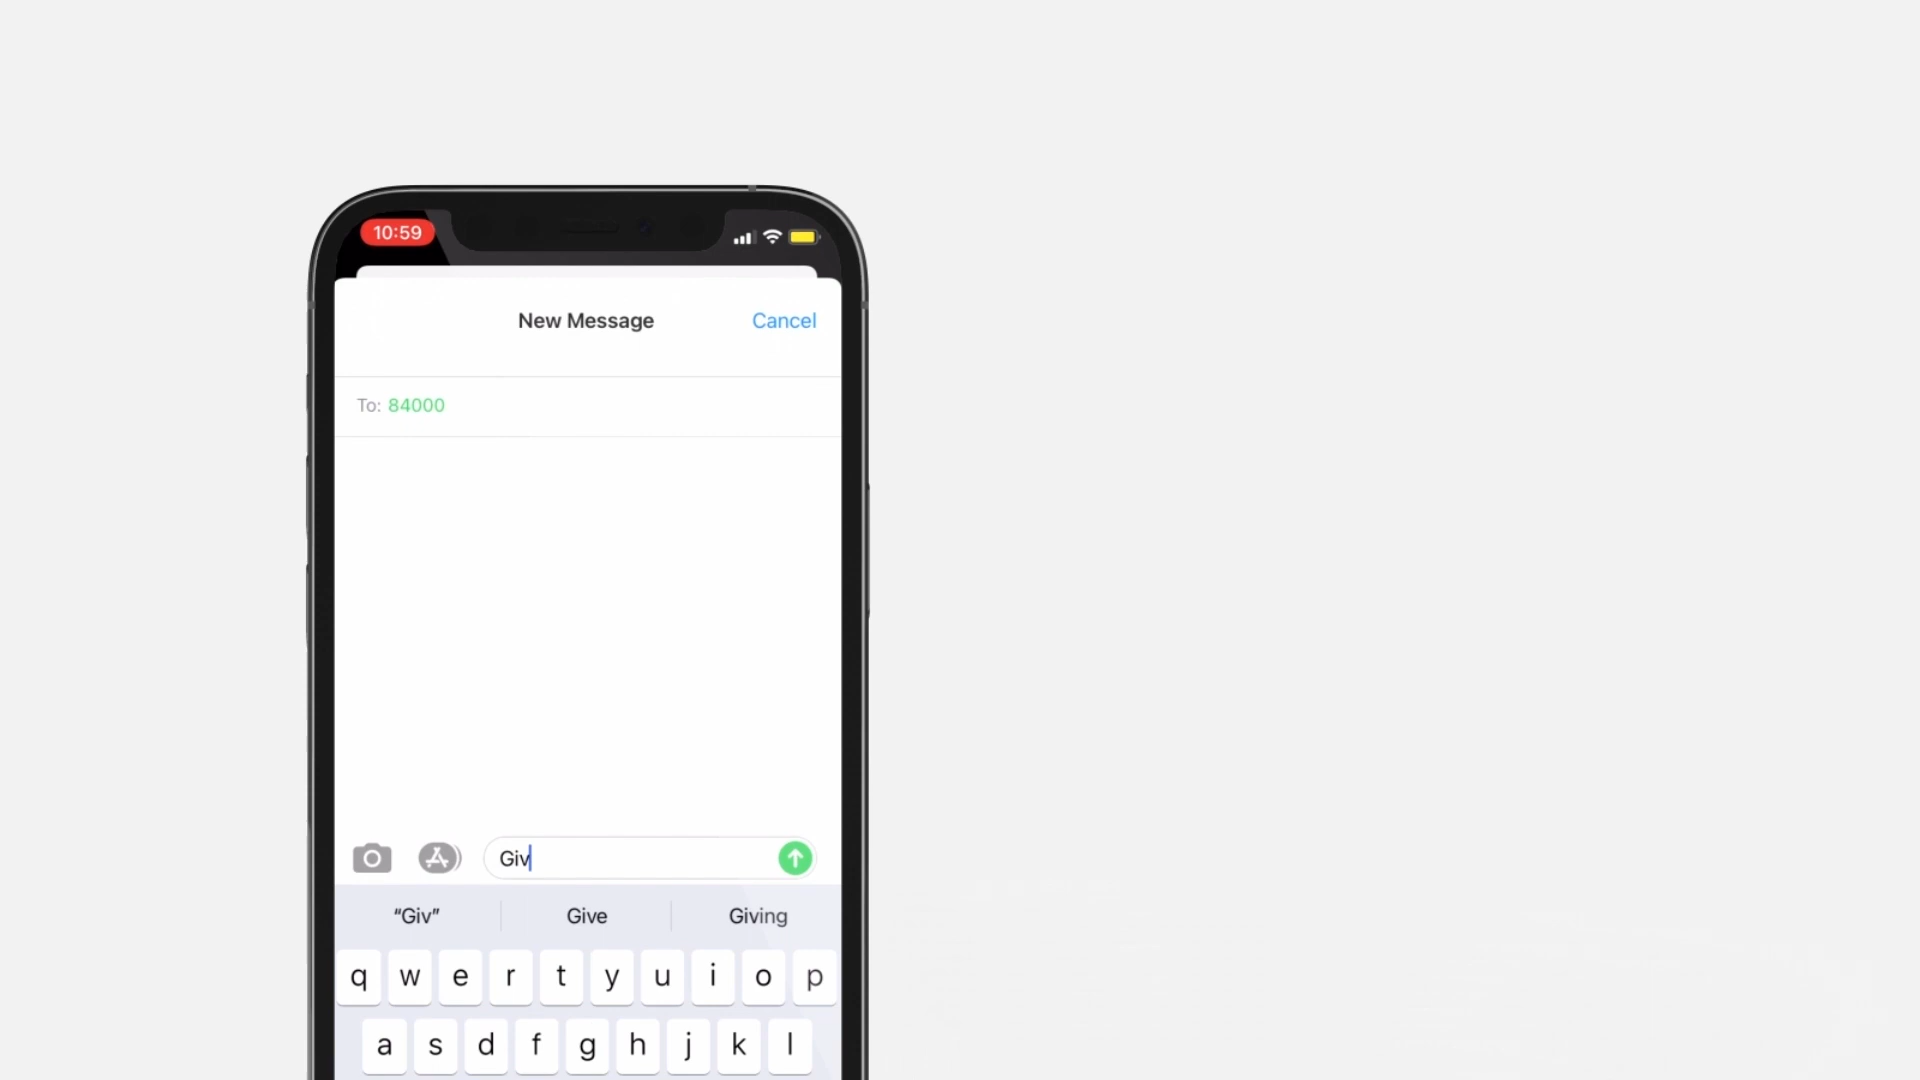 10:59
New Message
Cancel
To: 84000
Giv
“Giv”
Give
Giving
q w e r t y u i o p
a s d f g h j k l